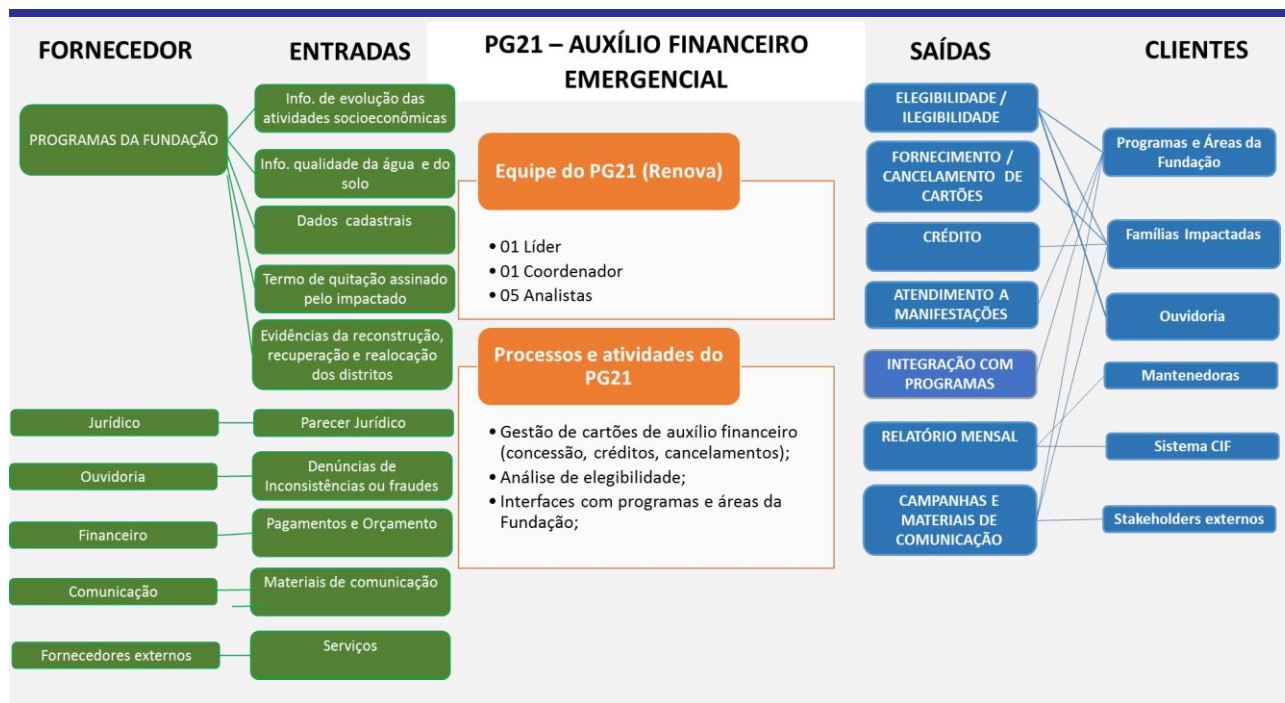 FORNECEDOR
ENTRADAS
PG21 – AUXÍLIO FINANCEIRO
EMERGENCIAL
SAÍDAS
CLIENTES
PROGRAMAS DA FUNDAÇÃO
Jurídico
Ouvidoria
Financeiro
Comunicação
Fornecedores externos
Info. de evolução das
atividades socioeconômicas
Info. qualidade da água e do
solo
Dados cadastrais
Termo de quitação assinado
pelo impactado
Evidências da reconstrução,
recuperação e realocação
dos distritos
Parecer Jurídico
Denúncias de
Inconsistências ou fraudes
Pagamentos e Orçamento
Materiais de comunicação
Serviços
Equipe do PG21 (Renova)
• 01 Líder
• 01 Coordenador
• 05 Analistas
Processos e atividades do
PG21
• Gestão de cartões de auxílio financeiro
(concessão, créditos, cancelamentos);
• Análise de elegibilidade;
• Interfaces com programas e áreas da
Fundação;
ELEGIBILIDADE /
ILEGIBILIDADE
FORNECIMENTO /
CANCELAMENTO DE
CARTÕES
CRÉDITO
ATENDIMENTO A
MANIFESTAÇÕES
INTEGRAÇÃO COM
PROGRAMAS
RELATÓRIO MENSAL
CAMPANHAS E
MATERIAIS DE
COMUNICAÇÃO
Programas e Áreas da
Fundação
Famílias Impactadas
Ouvidoria
Mantenedoras
Sistema CIF
Stakeholders externos